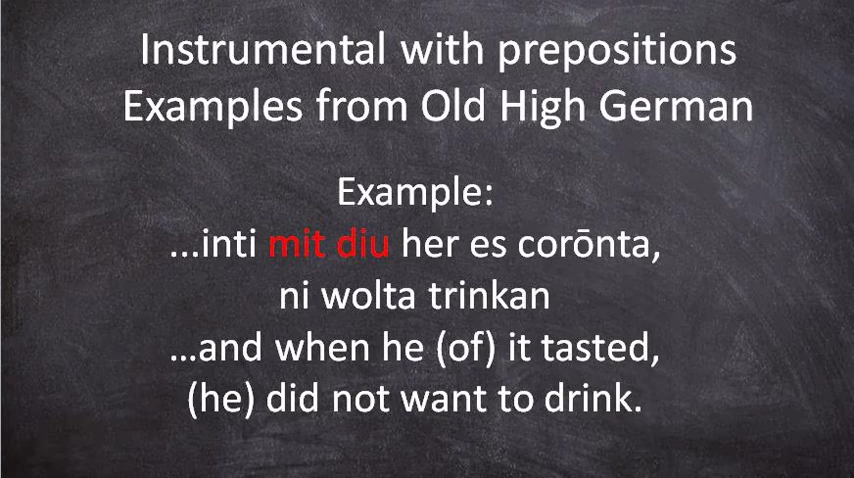 Instrumental with prepositions
Examples from Old High German
Example:
...inti mit diu her es corōnta,
ni wolta trinkan
...and when he (of) it tasted,
(he) did not want to drink.